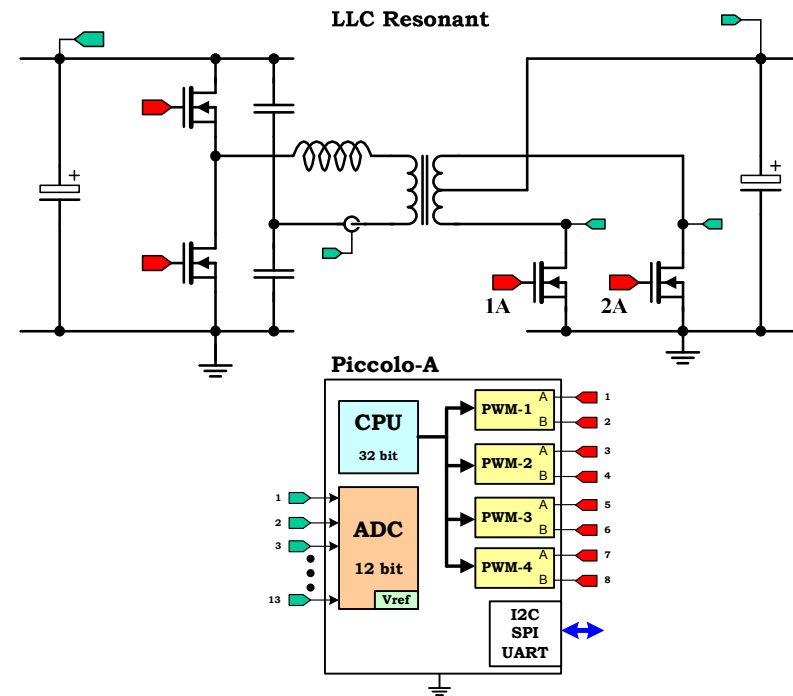 LLC Resonant
+
+
1A
2A
Piccolo-A
CPU
32 bit
ADC
12 bit
Vref
1
2
3
13
PWM-1
A
B
PWM-2
A
B
PWM-3
A
B
PWM-4
A
B
1
2
3
4
5
6
7
8
I2C
SPI
UART